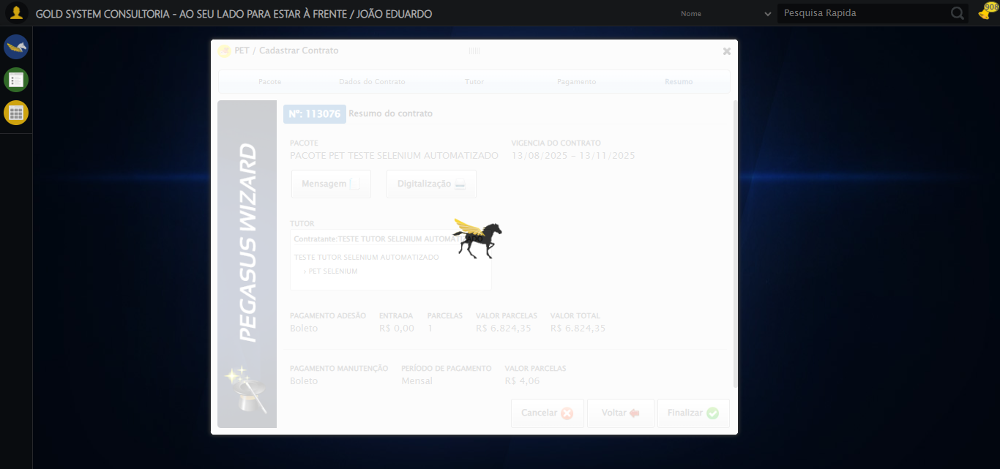 GOLD SYSTEM CONSULTORIA - AO SEU LADO PARA ESTAR À FRENTE / JOÃO EDUARDO
Nome
Pesquisa Rapida
908
PET / Cadastrar Contrato
Pacote Dados do Contrato Tutor Pagamento Resumo
PEGASUS WIZARD
Nº: 113076 Resumo do contrato
PACOTE VIGENCIA DO CONTRATO
PACOTE PET TESTE SELENIUM AUTOMATIZADO 13/08/2025 - 13/11/2025
Mensagem Digitalização
TUTOR
Contratante:TESTE TUTOR SELENIUM AUTOMATIZADO
TESTE TUTOR SELENIUM AUTOMATIZADO
› PET SELENIUM
PAGAMENTO ADESÃO ENTRADA PARCELAS VALOR PARCELAS VALOR TOTAL
Boleto R$ 0,00 1 R$ 6.824,35 R$ 6.824,35
PAGAMENTO MANUTENÇÃO PERÍODO DE PAGAMENTO VALOR PARCELAS
Boleto Mensal R$ 4,06
Cancelar Voltar Finalizar